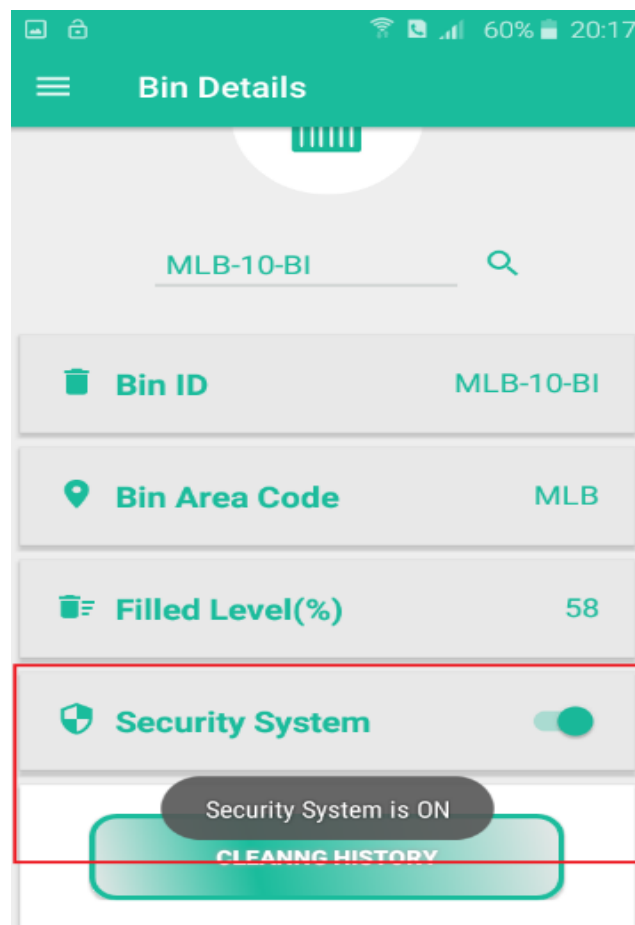 60% 20:17
Bin Details
MLB-10-BI
Bin ID MLB-10-BI
Bin Area Code MLB
Filled Level(%) 58
Security System
Security System is ON
CLEANNG HISTORY